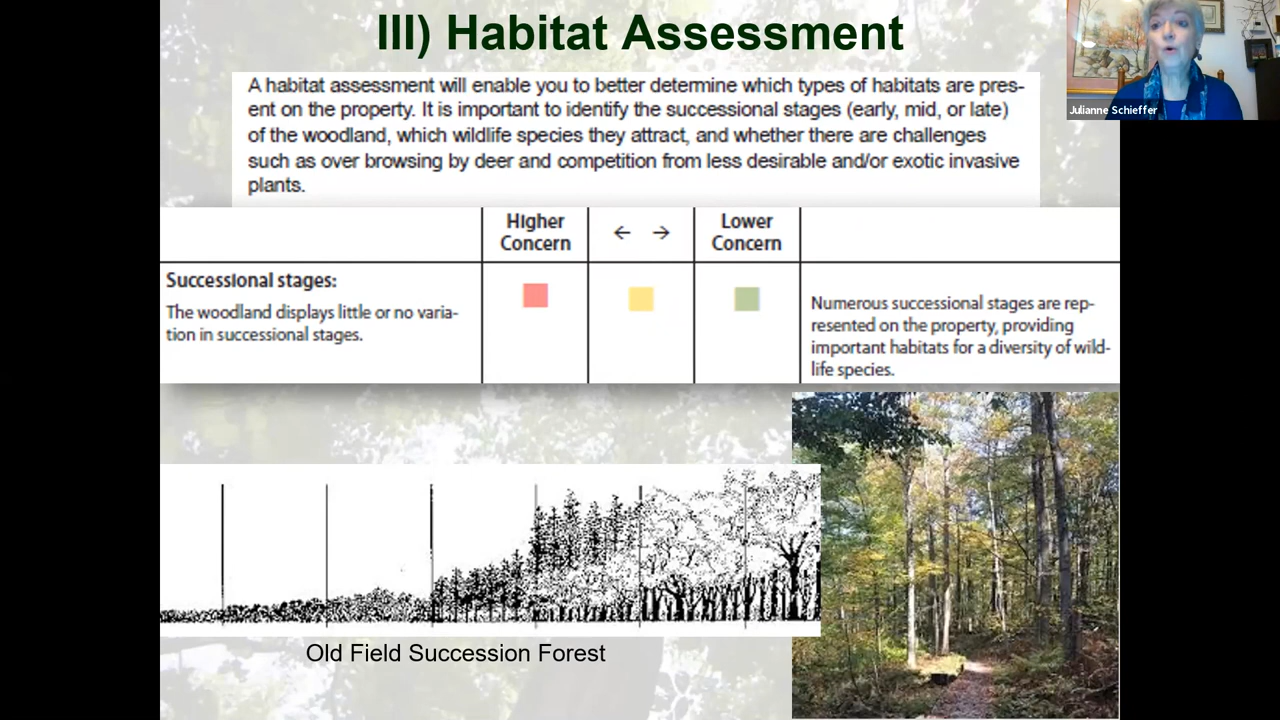 III) Habitat Assessment
Julianne Schieffer
A habitat assessment will enable you to better determine which types of habitats are pres-
ent on the property. It is important to identify the successional stages (early, mid, or late)
of the woodland, which wildlife species they attract, and whether there are challenges
such as over browsing by deer and competition from less desirable and/or exotic invasive
plants.
Higher
Concern
← →
Lower
Concern
Successional stages:
The woodland displays little or no varia-
tion in successional stages.
Numerous successional stages are rep-
resented on the property, providing
important habitats for a diversity of wild-
life species.
Old Field Succession Forest